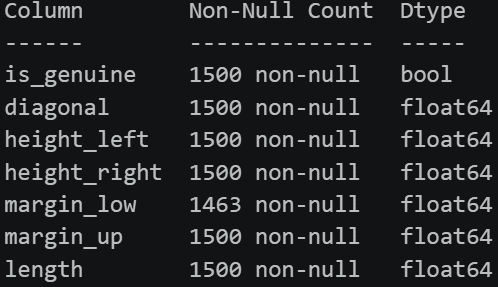 Column        Non-Null Count  Dtype
------        --------------  -----
is_genuine    1500 non-null   bool
diagonal      1500 non-null   float64
height_left   1500 non-null   float64
height_right  1500 non-null   float64
margin_low    1463 non-null   float64
margin_up     1500 non-null   float64
length        1500 non-null   float64